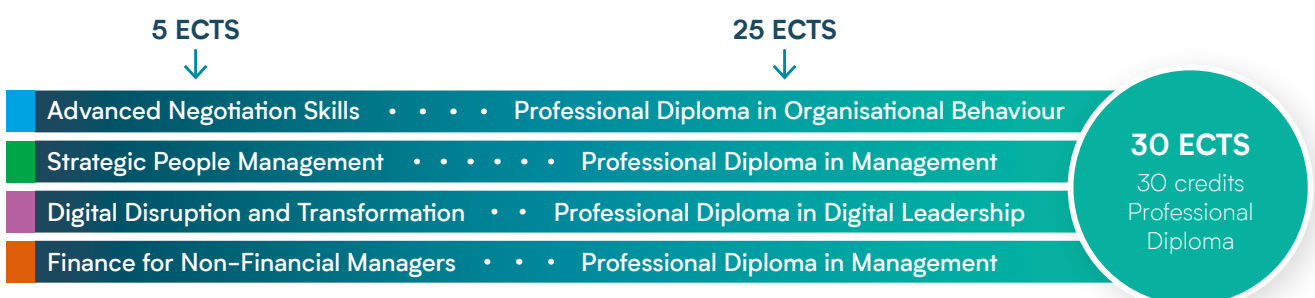 5 ECTS
25 ECTS
Advanced Negotiation Skills • • • • Professional Diploma in Organisational Behaviour
Strategic People Management • • • • • • Professional Diploma in Management
Digital Disruption and Transformation • • Professional Diploma in Digital Leadership
Finance for Non-Financial Managers • • • Professional Diploma in Management
30 ECTS
30 credits
Professional
Diploma